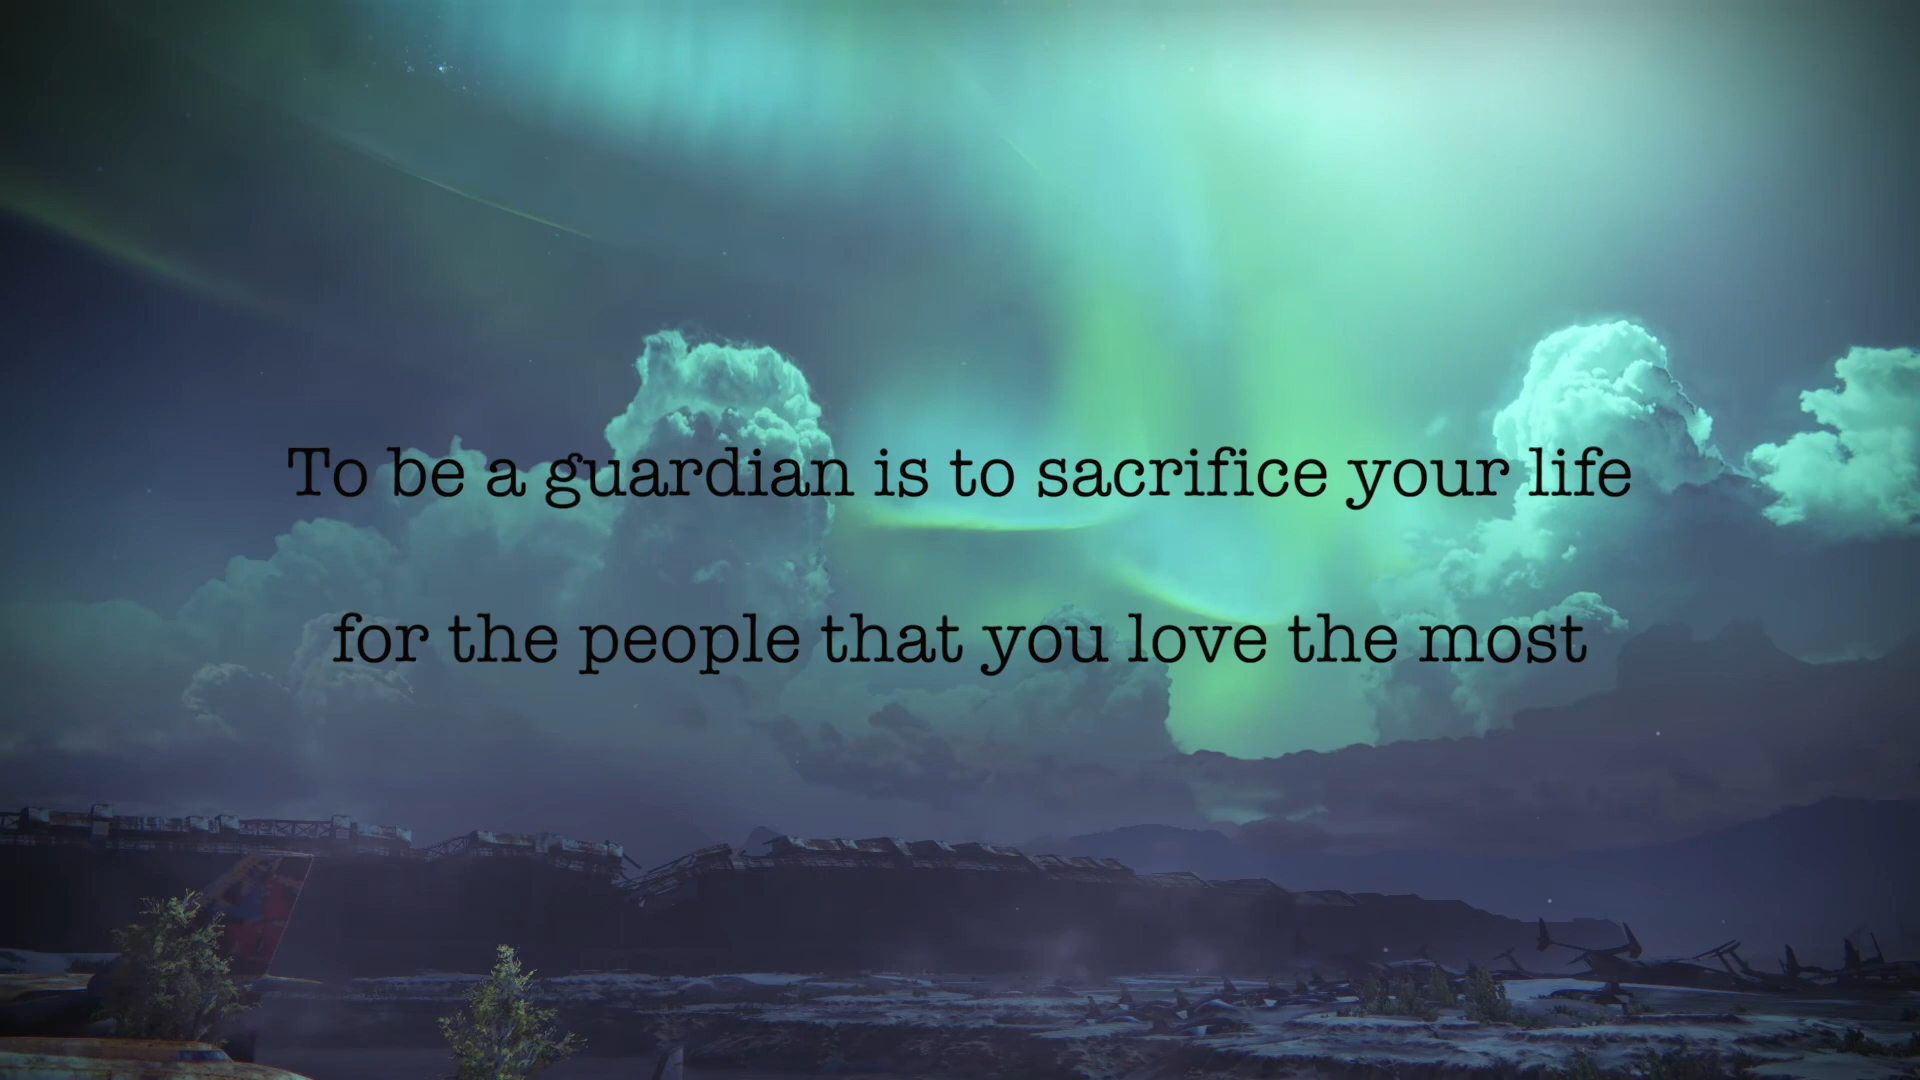 To be a guardian is to sacrifice your life
for the people that you love the most